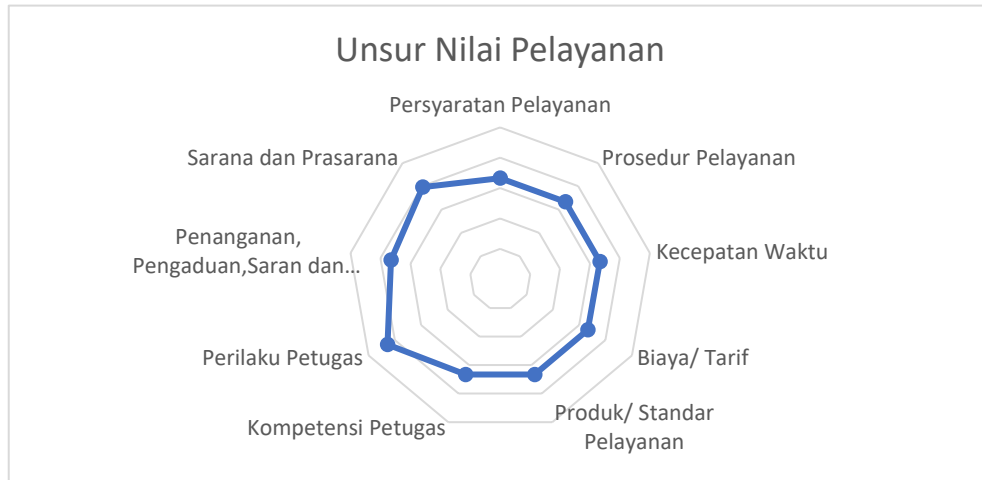 Unsur Nilai Pelayanan
Persyaratan Pelayanan
Prosedur Pelayanan
Kecepatan Waktu
Biaya/ Tarif
Produk/ Standar
Pelayanan
Kompetensi Petugas
Perilaku Petugas
Penanganan,
Pengaduan,Saran dan…
Sarana dan Prasarana